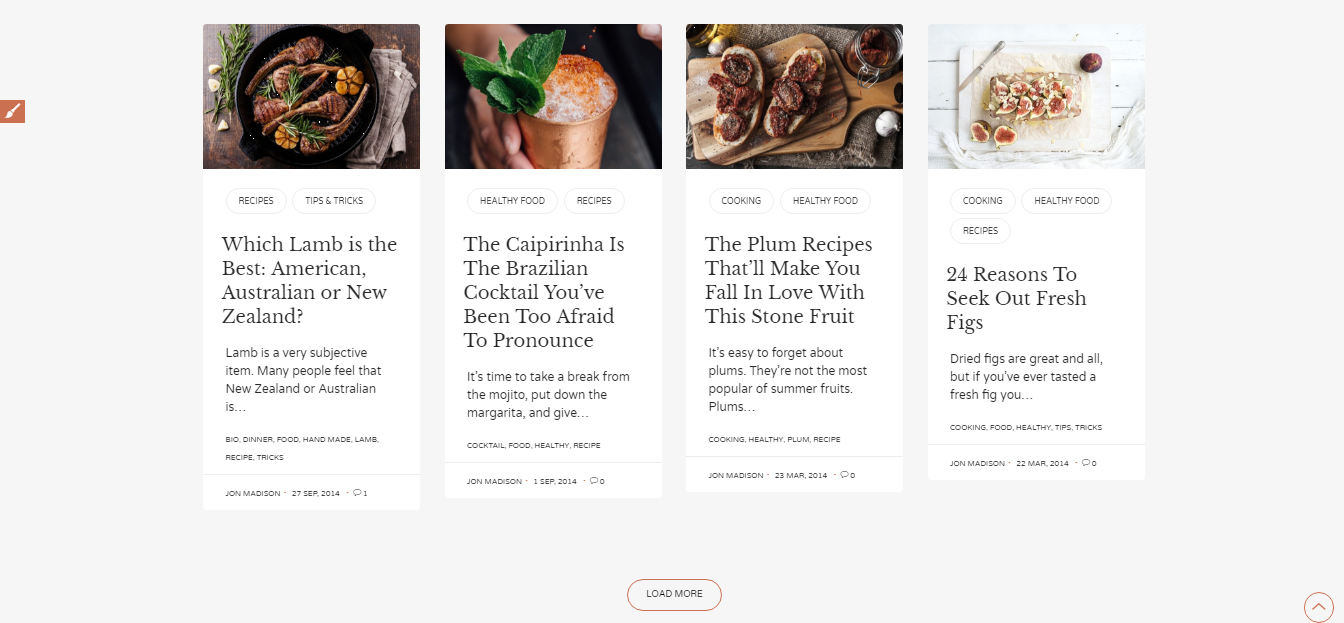 RECIPES
TIPS & TRICKS
Which Lamb is the
Best: American,
Australian or New
Zealand?
Lamb is a very subjective
item. Many people feel that
New Zealand or Australian
is…
BIO, DINNER, FOOD, HAND MADE, LAMB,
RECIPE, TRICKS
JON MADISON · 27 SEP, 2014 · 1
HEALTHY FOOD
RECIPES
The Caipirinha Is
The Brazilian
Cocktail You’ve
Been Too Afraid
To Pronounce
It’s time to take a break from
the mojito, put down the
margarita, and give…
COCKTAIL, FOOD, HEALTHY, RECIPE
JON MADISON · 1 SEP, 2014 · 0
COOKING
HEALTHY FOOD
The Plum Recipes
That’ll Make You
Fall In Love With
This Stone Fruit
It’s easy to forget about
plums. They’re not the most
popular of summer fruits.
Plums…
COOKING, HEALTHY, PLUM, RECIPE
JON MADISON · 23 MAR, 2014 · 0
COOKING
HEALTHY FOOD
RECIPES
24 Reasons To
Seek Out Fresh
Figs
Dried figs are great and all,
but if you’ve ever tasted a
fresh fig you…
COOKING, FOOD, HEALTHY, TIPS, TRICKS
JON MADISON · 22 MAR, 2014 · 0
LOAD MORE